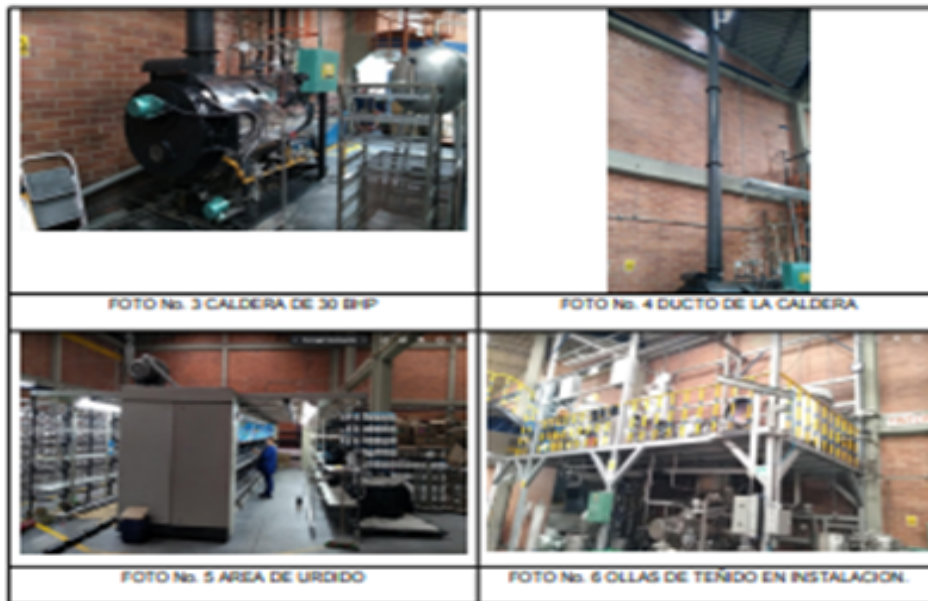 FOTO No. 3 CALDERA DE 30 BHP
FOTO No. 4 DUCTO DE LA CALDERA
FOTO No. 5 AREA DE URDIDO
FOTO No. 6 OLLAS DE TEÑIDO EN INSTALACION.